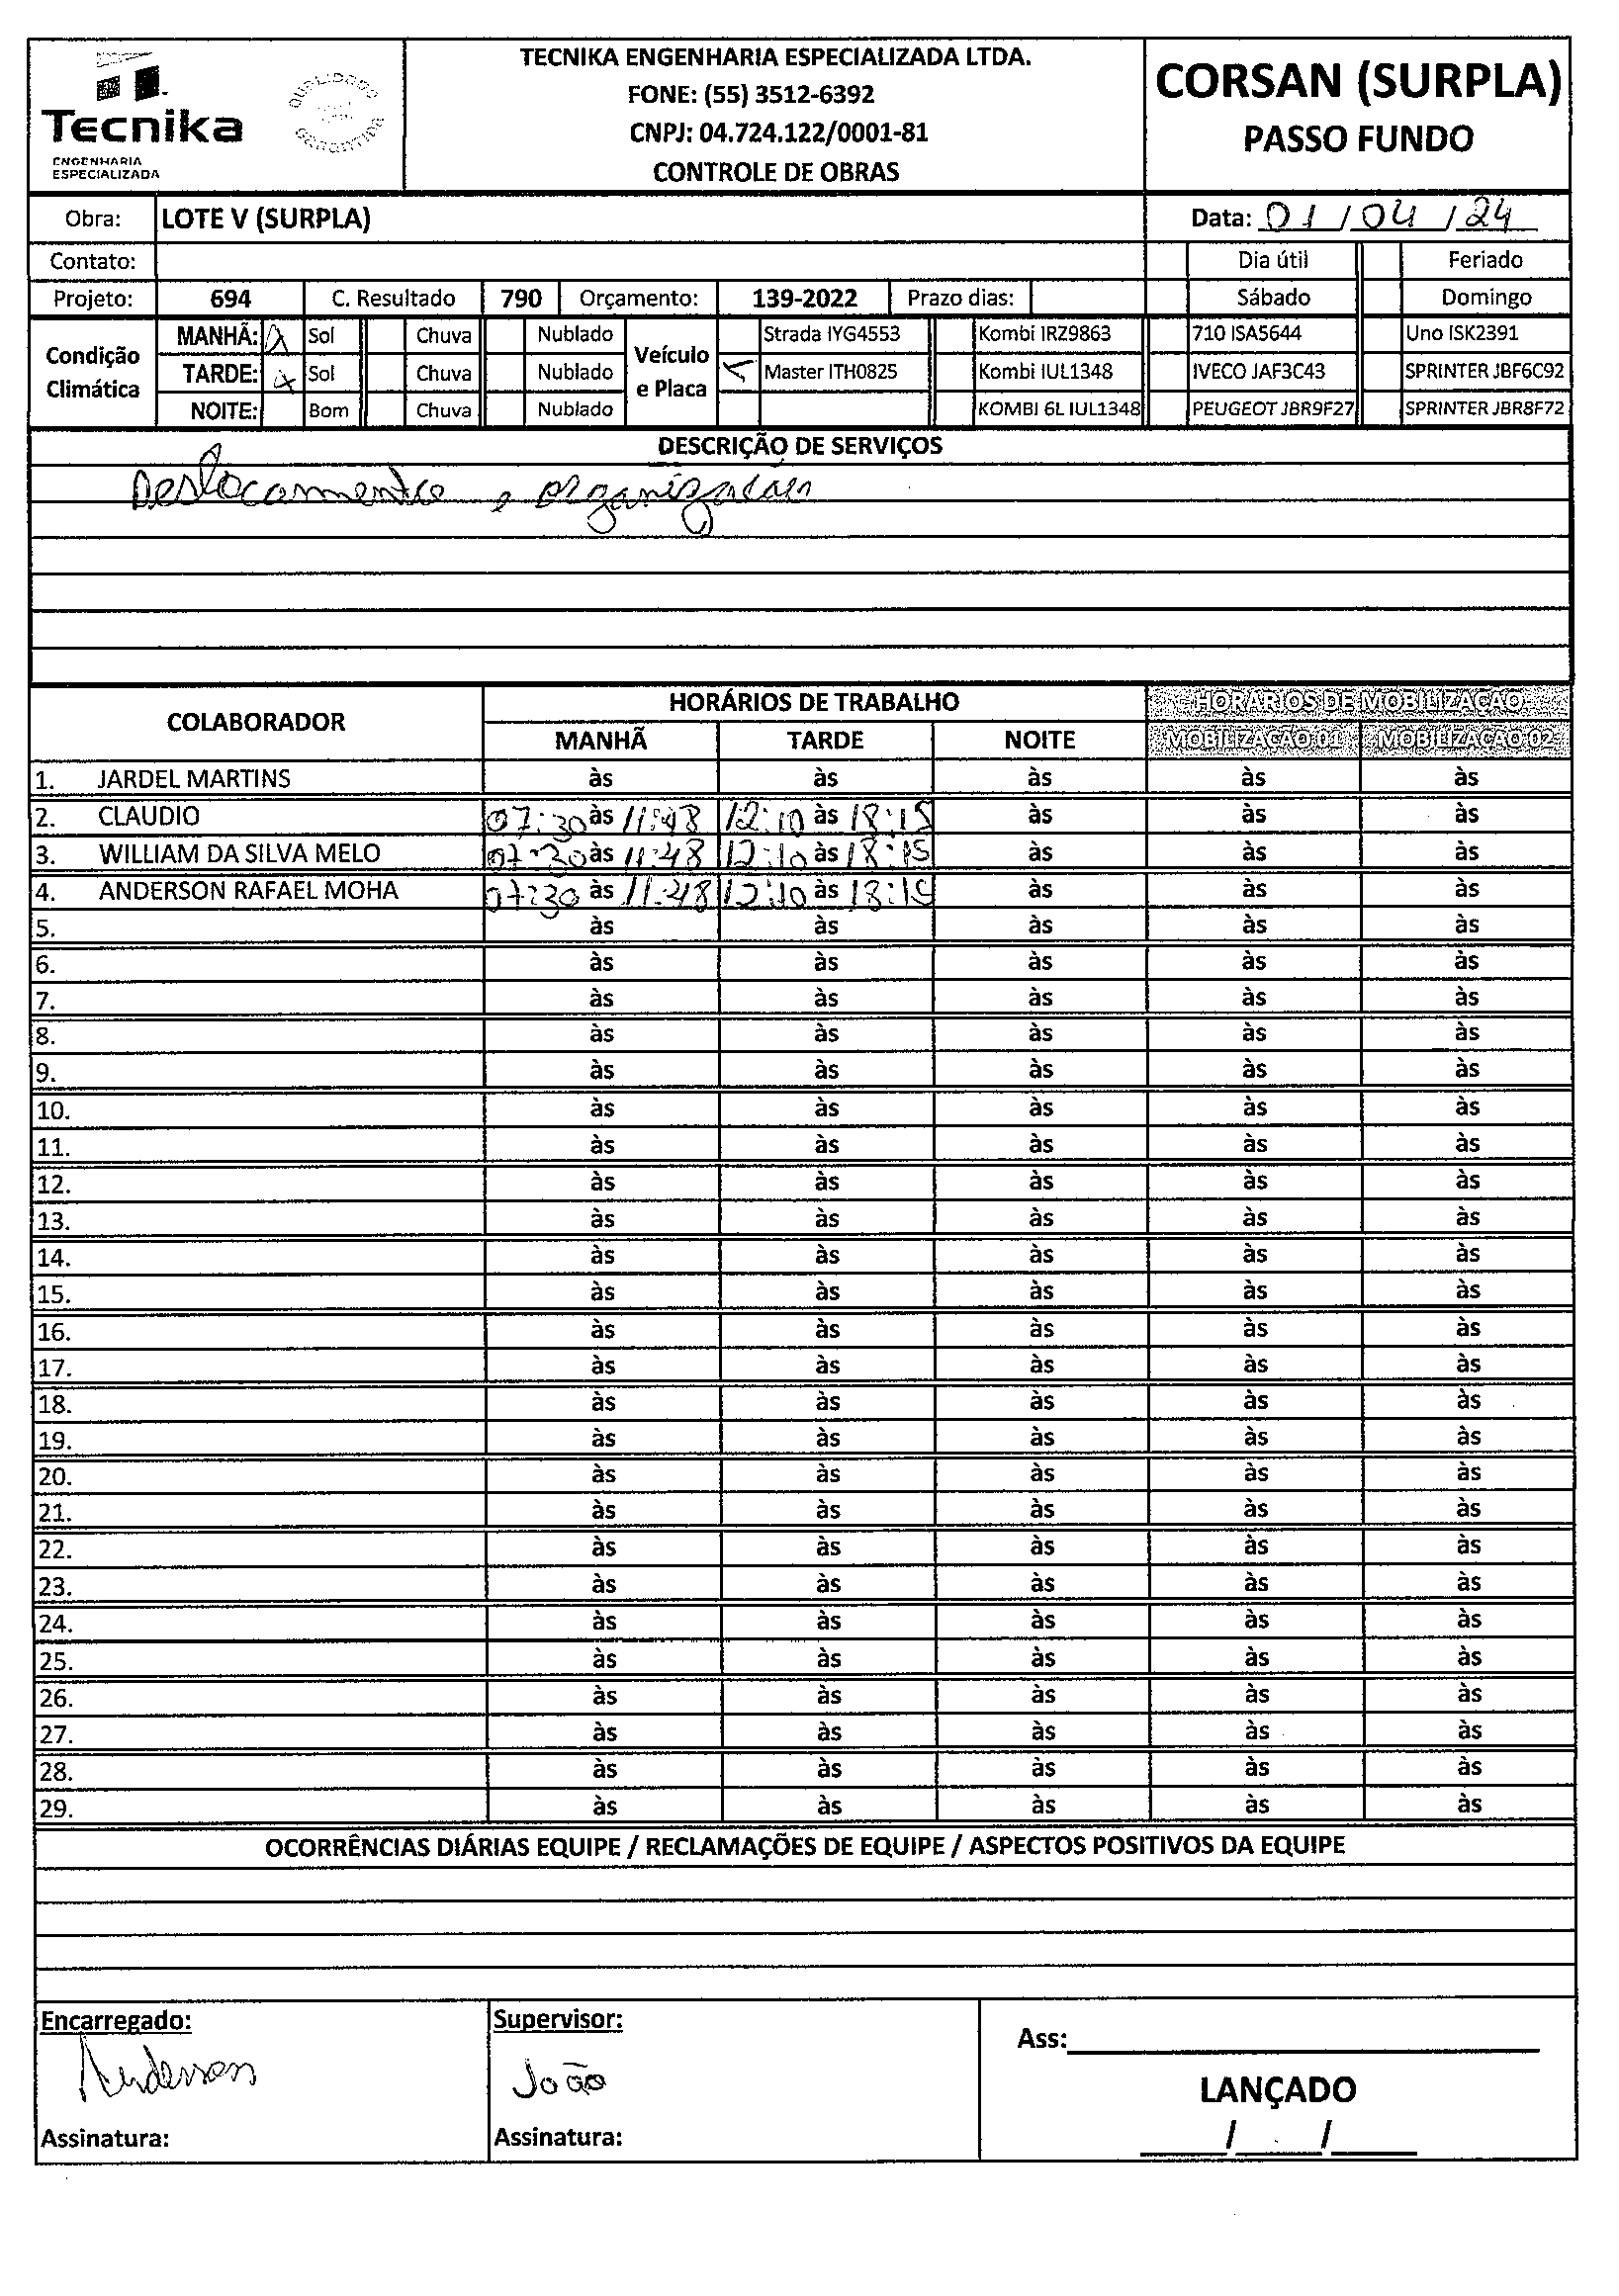 Tecnika
ENGENHARIA
ESPECIALIZADA
TECNIKA ENGENHARIA ESPECIALIZADA LTDA.
FONE: (55) 3512-6392
CNPJ: 04.724.122/0001-81
CONTROLE DE OBRAS
CORSAN (SURPLA)
PASSO FUNDO
Obra: LOTE V (SURPLA) Data: 01/04/24
Contato: Dia útil Feriado
Projeto: 694 C. Resultado 790 Orçamento: 139-2022 Prazo dias: Sábado Domingo
Condição Climática
MANHÃ: X Sol Chuva Nublado
TARDE: X Sol Chuva Nublado
NOITE: Bom Chuva Nublado
Veículo e Placa
Strada IYG4553 Kombi IRZ9863 710 ISA5644 Uno ISK2391
Master ITH0825 Kombi IUL1348 IVECO JAF3C43 SPRINTER JBF6C92
KOMBI 6L IUL1348 PEUGEOT JBR9F27 SPRINTER JBR8F72
DESCRIÇÃO DE SERVIÇOS
Deslocamento e organização
COLABORADOR HORÁRIOS DE TRABALHO HORÁRIOS DE MOBILIZAÇÃO
MANHÃ TARDE NOITE MOBILIZAÇÃO 01 MOBILIZAÇÃO 02
1. JARDEL MARTINS às às às às às
2. CLAUDIO 07:30 às 11:48 12:10 às 18:15 às às às
3. WILLIAM DA SILVA MELO 07:30 às 11:48 12:10 às 18:15 às às às
4. ANDERSON RAFAEL MOHA 07:30 às 11:48 12:10 às 18:15 às às às
5. às às às às às
6. às às às às às
7. às às às às às
8. às às às às às
9. às às às às às
10. às às às às às
11. às às às às às
12. às às às às às
13. às às às às às
14. às às às às às
15. às às às às às
16. às às às às às
17. às às às às às
18. às às às às às
19. às às às às às
20. às às às às às
21. às às às às às
22. às às às às às
23. às às às às às
24. às às às às às
25. às às às às às
26. às às às às às
27. às às às às às
28. às às às às às
29. às às às às às
OCORRÊNCIAS DIÁRIAS EQUIPE / RECLAMAÇÕES DE EQUIPE / ASPECTOS POSITIVOS DA EQUIPE
Encarregado:
Anderson
Assinatura:
Supervisor:
João
Assinatura:
Ass:
LANÇADO
/ /